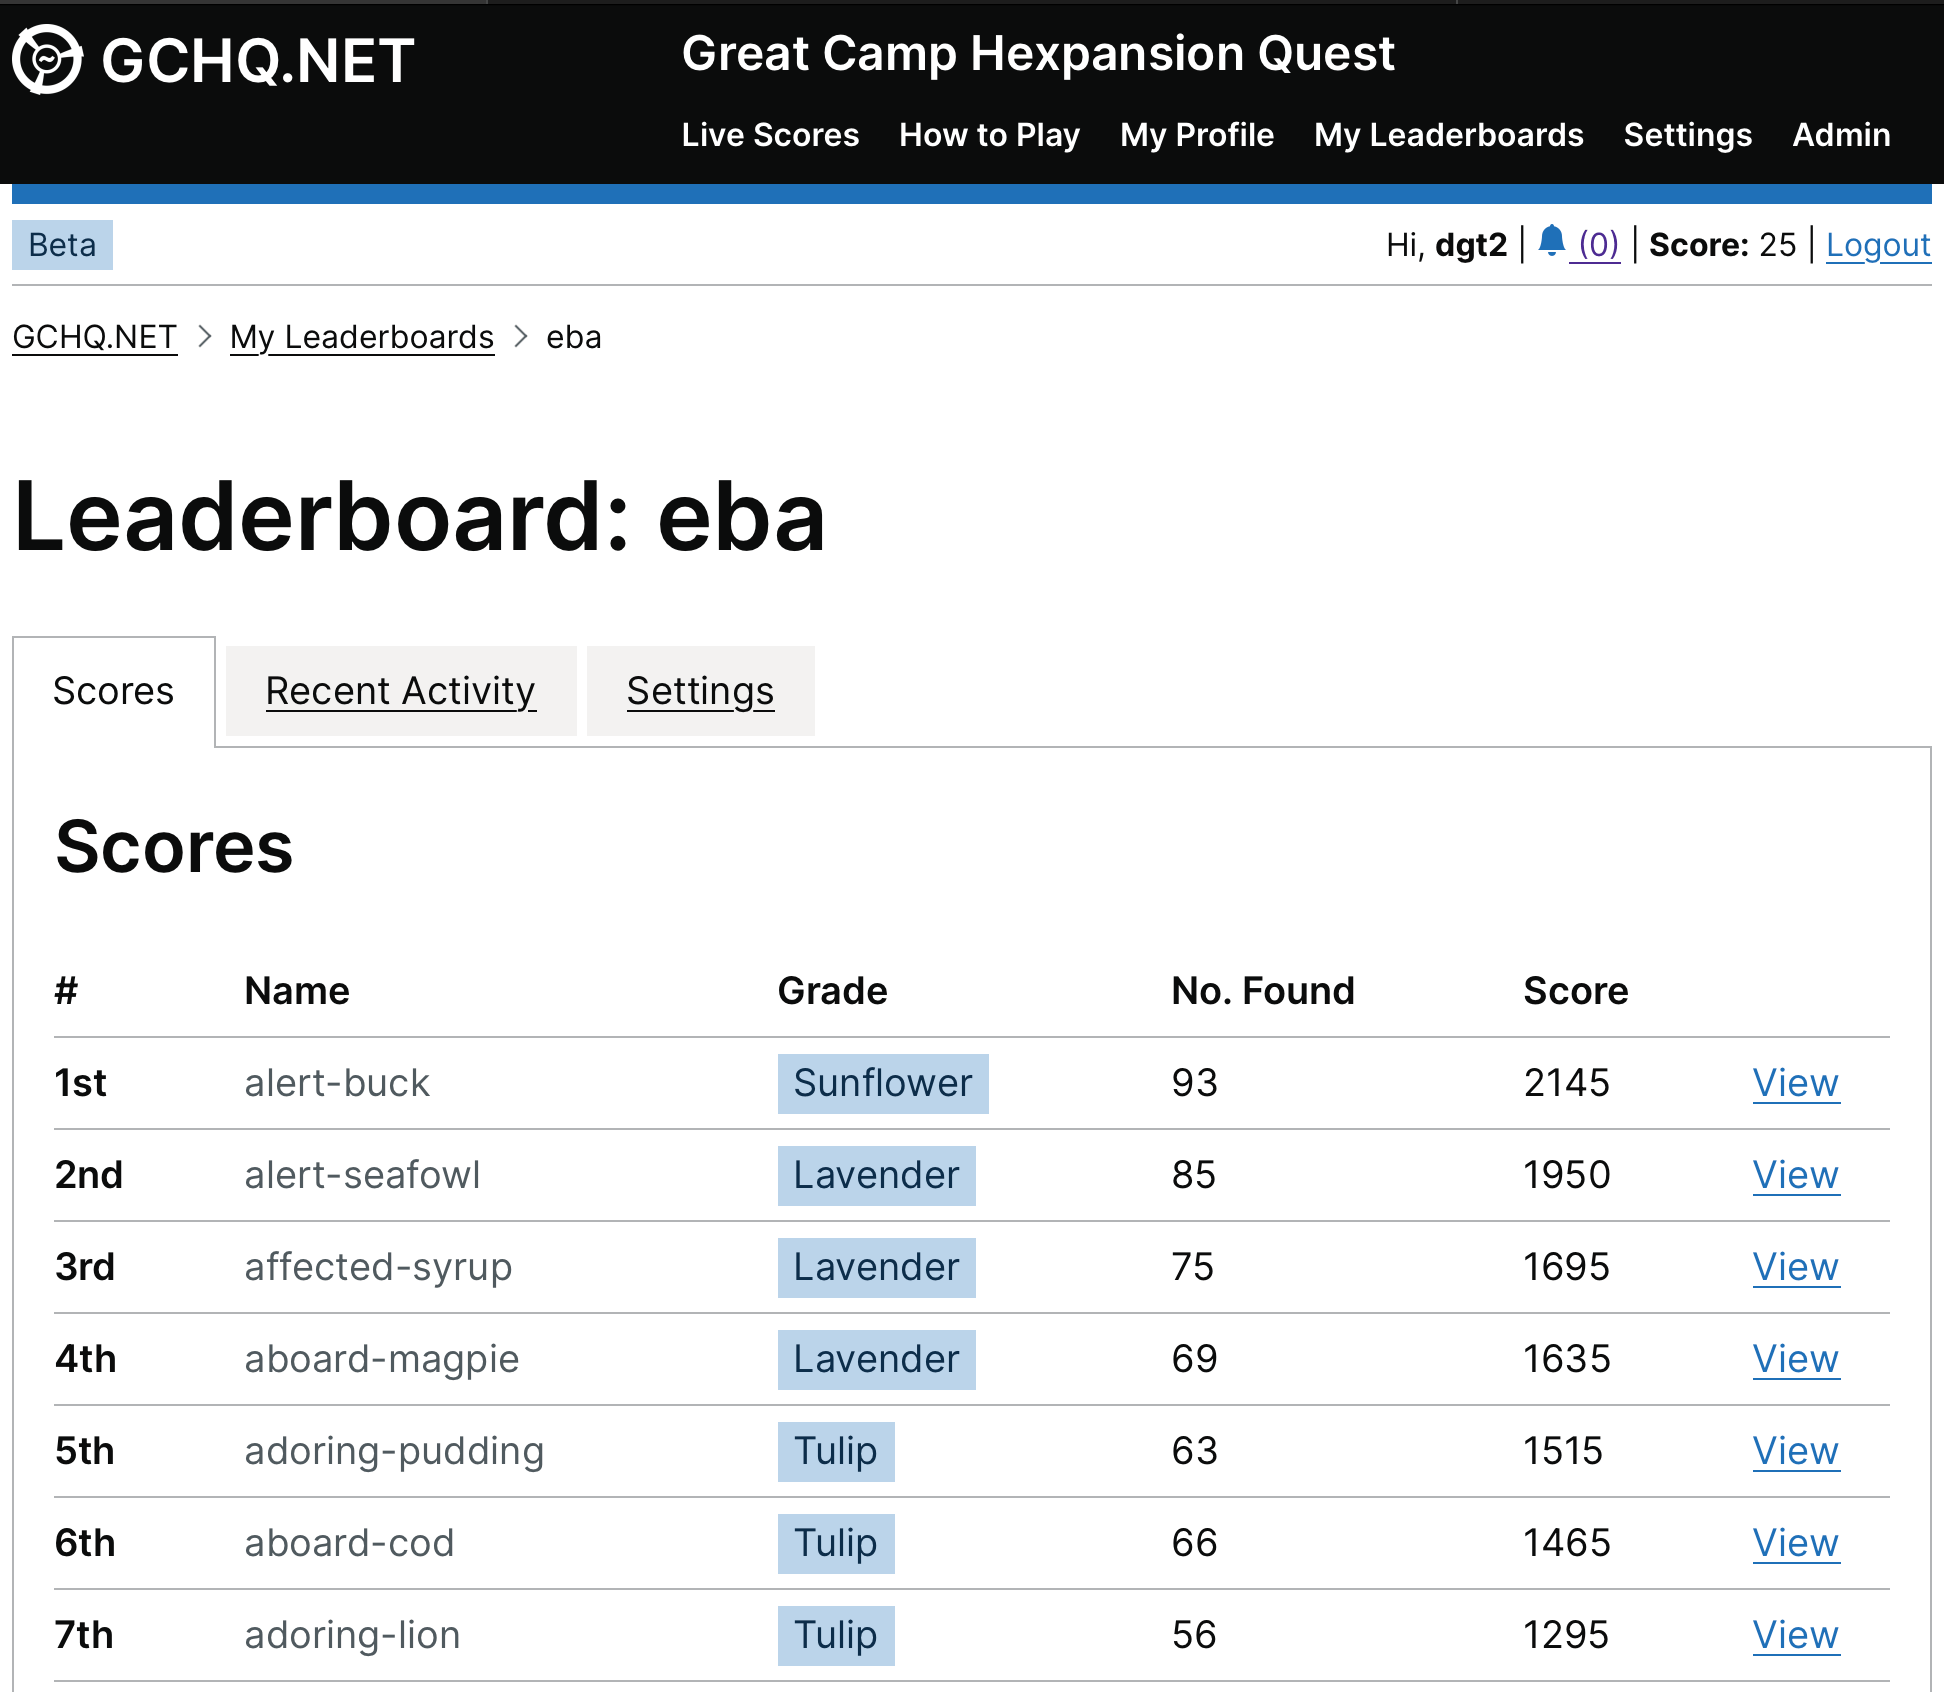 GCHQ.NET
Great Camp Hexpansion Quest
Live Scores How to Play My Profile My Leaderboards Settings Admin
Beta
Hi, dgt2 | (0) | Score: 25 | Logout
GCHQ.NET > My Leaderboards > eba
Leaderboard: eba
Scores Recent Activity Settings
Scores
# Name Grade No. Found Score
1st alert-buck Sunflower 93 2145 View
2nd alert-seafowl Lavender 85 1950 View
3rd affected-syrup Lavender 75 1695 View
4th aboard-magpie Lavender 69 1635 View
5th adoring-pudding Tulip 63 1515 View
6th aboard-cod Tulip 66 1465 View
7th adoring-lion Tulip 56 1295 View